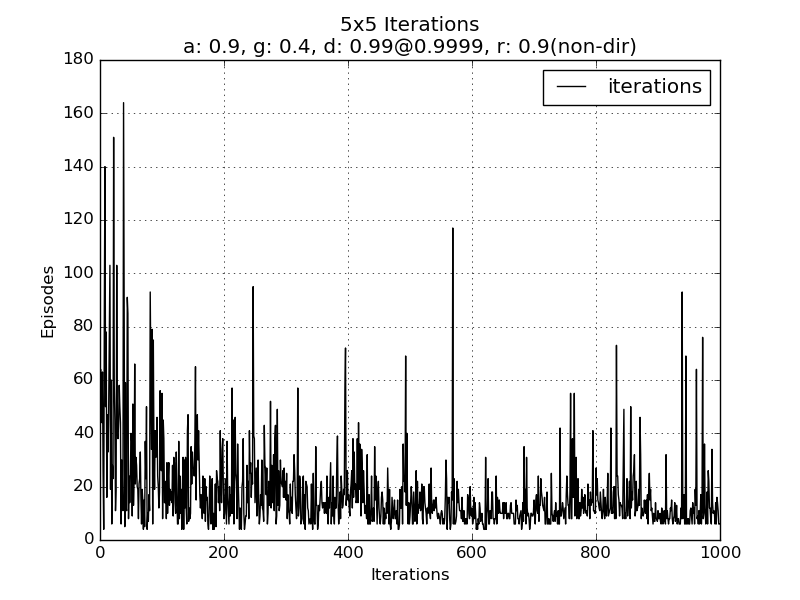 5x5 Iterations
a: 0.9, g: 0.4, d: 0.99@0.9999, r: 0.9(non-dir)
iterations
180
160
140
120
100
80
60
40
20
0
Episodes
0 200 400 600 800 1000
Iterations